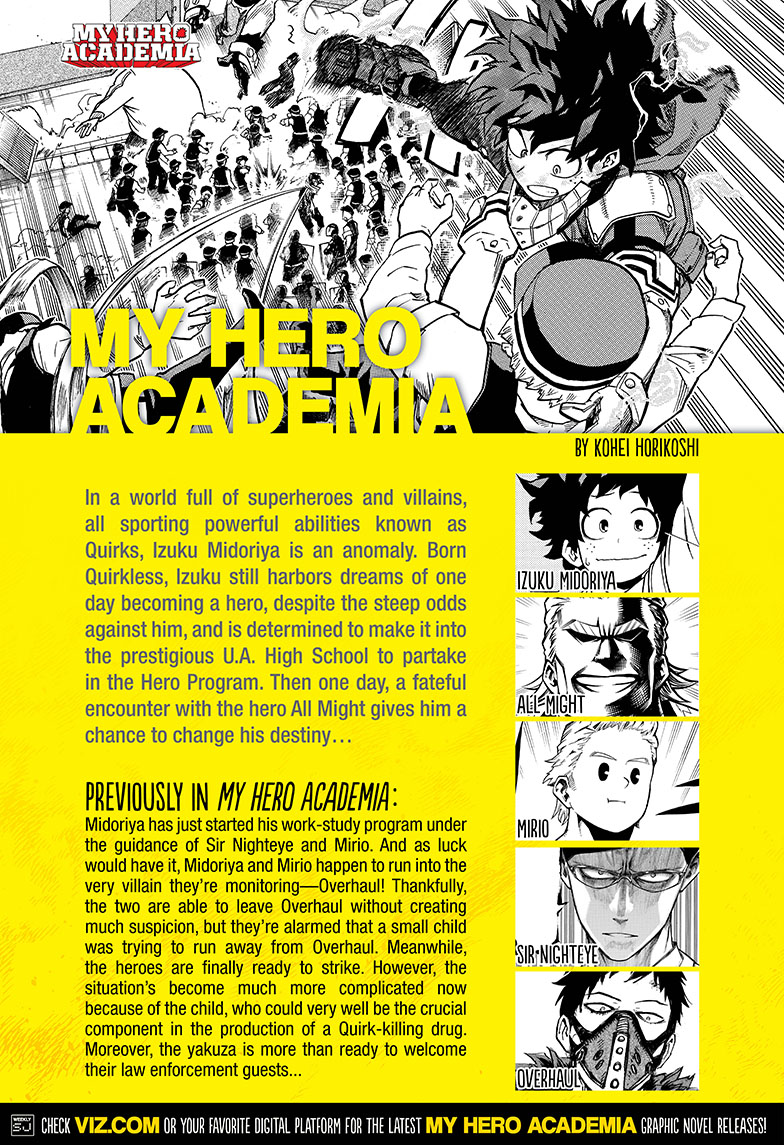 MY HERO
ACADEMIA
MY HERO
ACADEMIA
BY KOHEI HORIKOSHI
In a world full of superheroes and villains,
all sporting powerful abilities known as
Quirks, Izuku Midoriya is an anomaly. Born
Quirkless, Izuku still harbors dreams of one
day becoming a hero, despite the steep odds
against him, and is determined to make it into
the prestigious U.A. High School to partake
in the Hero Program. Then one day, a fateful
encounter with the hero All Might gives him a
chance to change his destiny...
PREVIOUSLY IN MY HERO ACADEMIA:
Midoriya has just started his work-study program under
the guidance of Sir Nighteye and Mirio. And as luck
would have it, Midoriya and Mirio happen to run into the
very villain they're monitoring—Overhaul! Thankfully,
the two are able to leave Overhaul without creating
much suspicion, but they're alarmed that a small child
was trying to run away from Overhaul. Meanwhile,
the heroes are finally ready to strike. However, the
situation's become much more complicated now
because of the child, who could very well be the crucial
component in the production of a Quirk-killing drug.
Moreover, the yakuza is more than ready to welcome
their law enforcement guests...
IZUKU MIDORIYA
ALL MIGHT
MIRIO
SIR NIGHTEYE
OVERHAUL
WEEKLY
SJ
CHECK VIZ.COM OR YOUR FAVORITE DIGITAL PLATFORM FOR THE LATEST MY HERO ACADEMIA GRAPHIC NOVEL RELEASES!